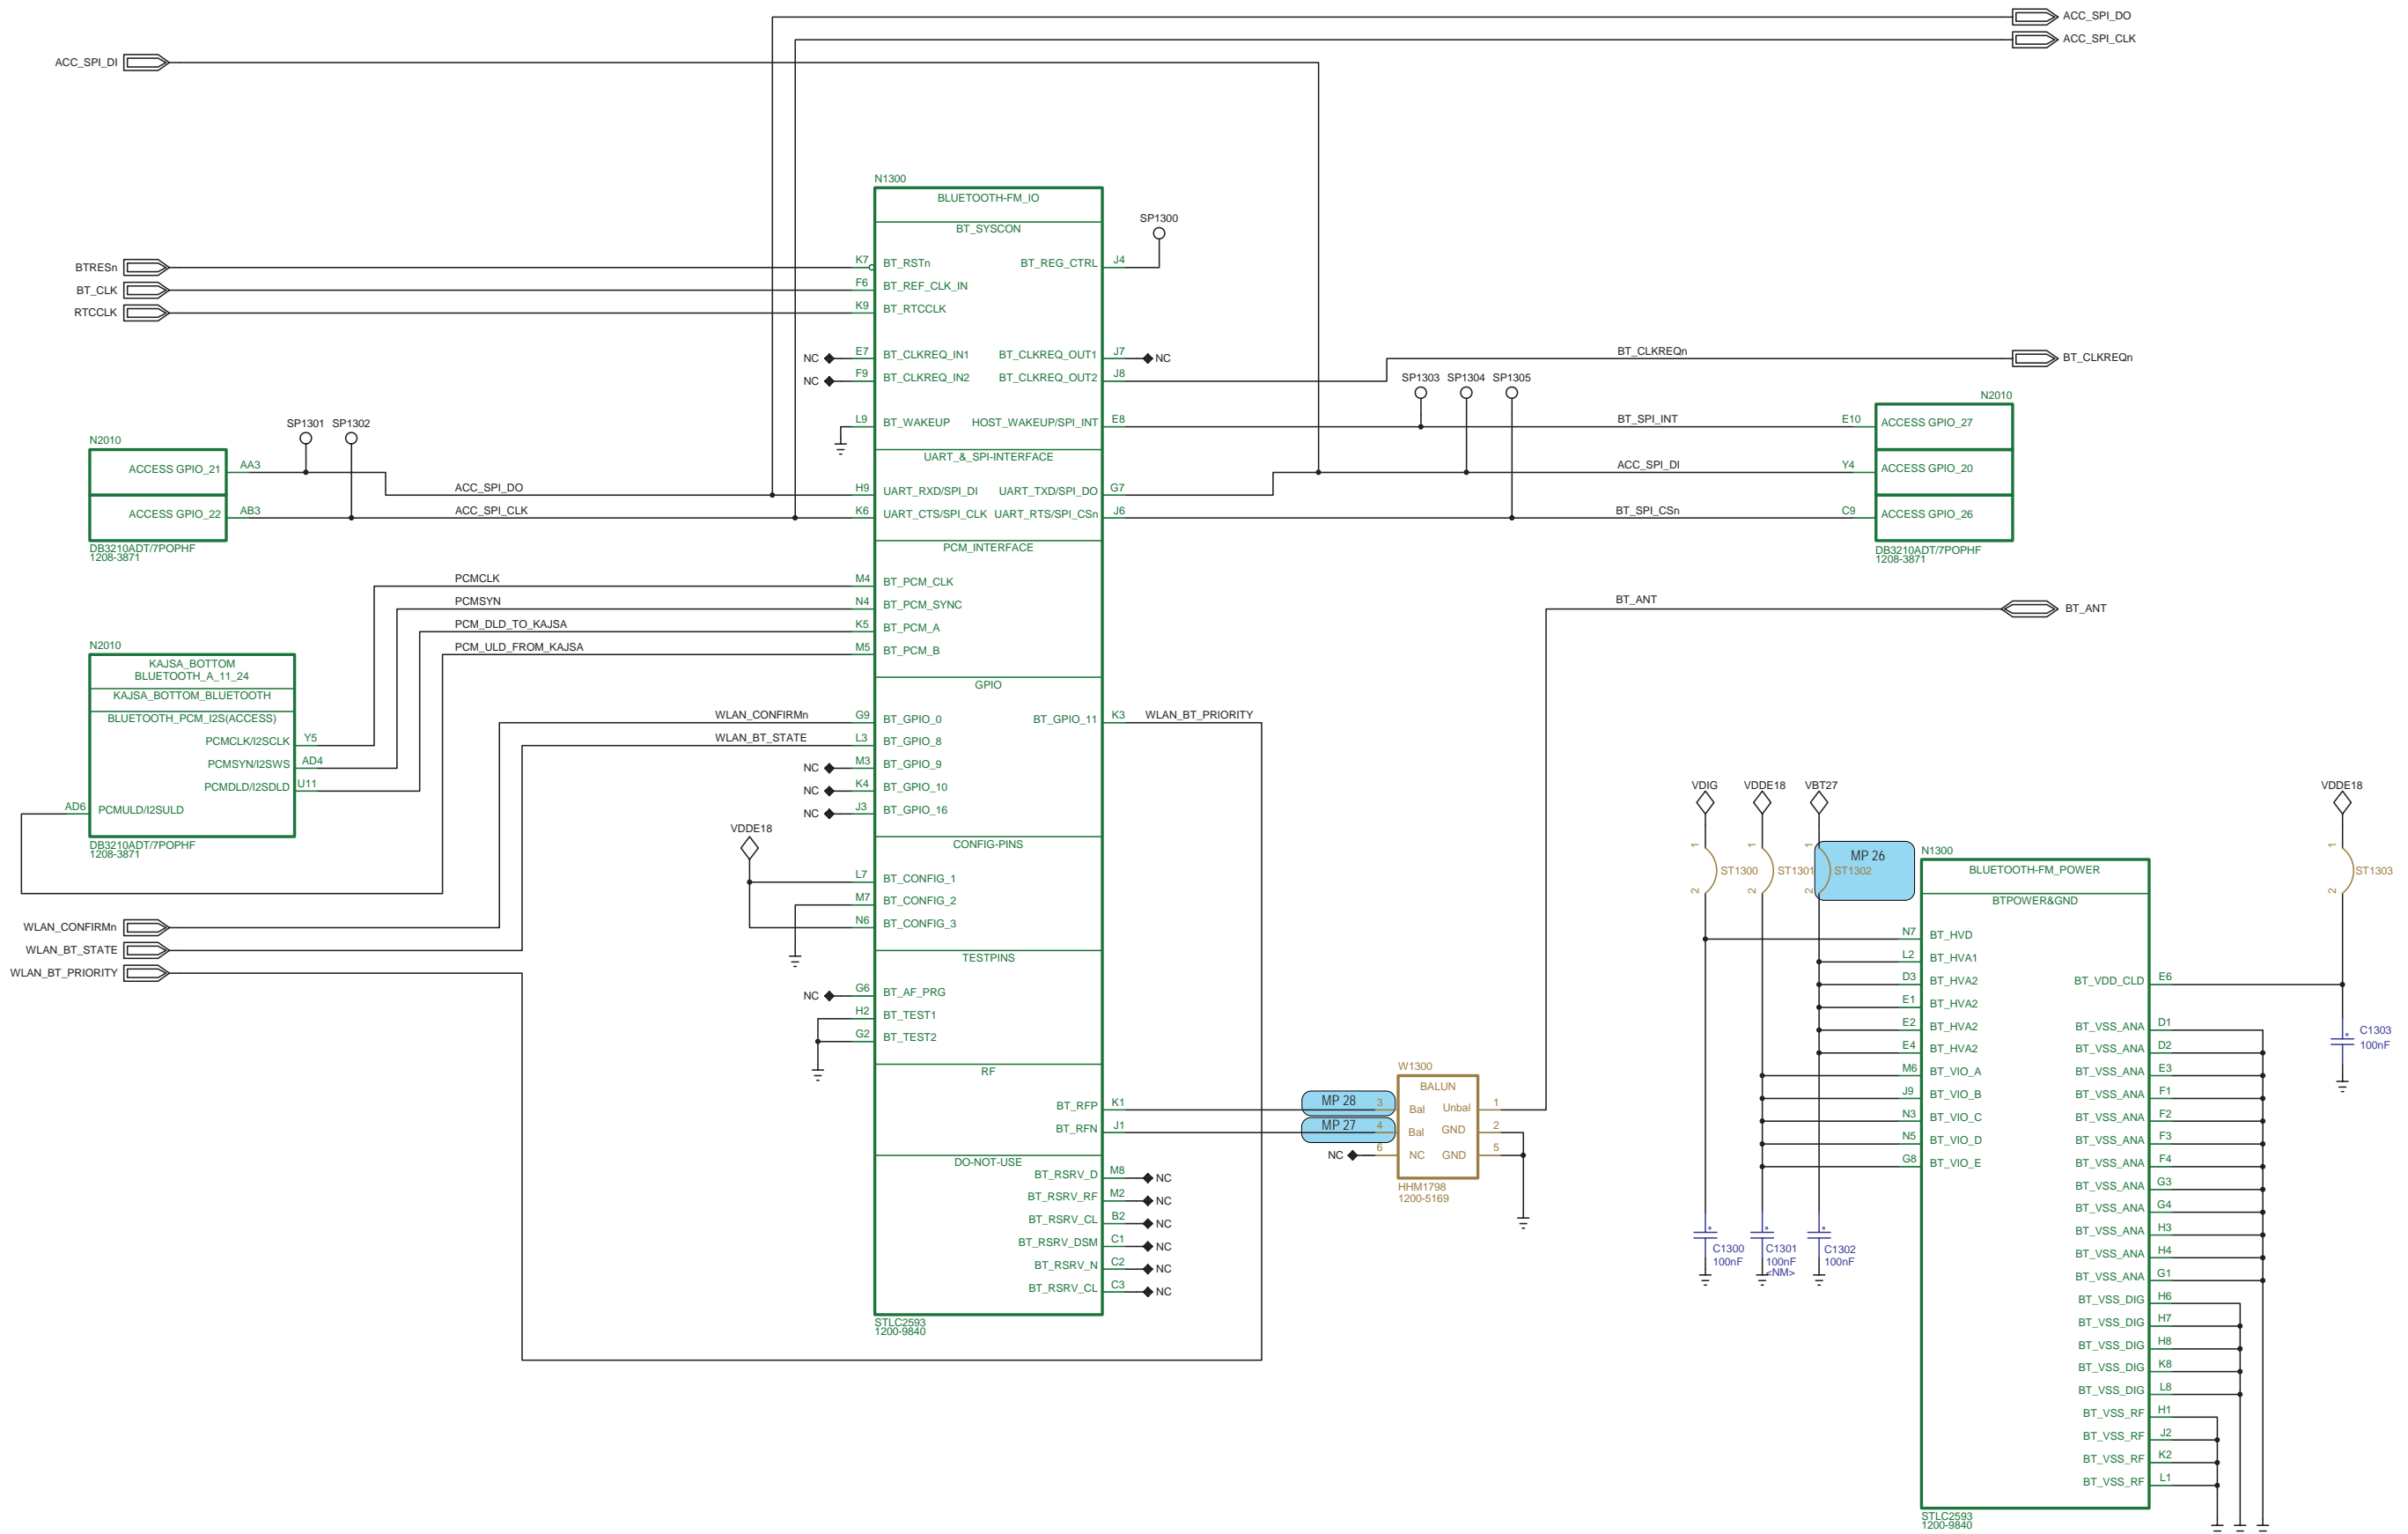 ACC_SPI_DO
ACC_SPI_CLK
ACC_SPI_DI
N1300
BLUETOOTH-FM_IO
BT_SYSCON
SP1300
BTRESn
K7 BT_RSTn
BT_REG_CTRL J4
BT_CLK
F6 BT_REF_CLK_IN
RTCCLK
K9 BT_RTCCLK
NC E7 BT_CLKREQ_IN1
BT_CLKREQ_OUT1 J7 NC
BT_CLKREQn
BT_CLKREQn
NC F9 BT_CLKREQ_IN2
BT_CLKREQ_OUT2 J8
SP1303 SP1304 SP1305
N2010
L9 BT_WAKEUP
HOST_WAKEUP/SPI_INT E8
BT_SPI_INT
E10 ACCESS GPIO_27
SP1301 SP1302
N2010
UART_&_SPI-INTERFACE
ACCESS GPIO_21 AA3
ACC_SPI_DI
Y4 ACCESS GPIO_20
ACC_SPI_DO
H9 UART_RXD/SPI_DI
UART_TXD/SPI_DO G7
ACCESS GPIO_22 AB3
ACC_SPI_CLK
K6 UART_CTS/SPI_CLK
UART_RTS/SPI_CSn J6
BT_SPI_CSn
C9 ACCESS GPIO_26
DB3210ADT/7POPHF
1208-3871
DB3210ADT/7POPHF
1208-3871
PCM_INTERFACE
PCMCLK
M4 BT_PCM_CLK
PCMSYN
N4 BT_PCM_SYNC
BT_ANT
BT_ANT
PCM_DLD_TO_KAJSA
K5 BT_PCM_A
PCM_ULD_FROM_KAJSA
M5 BT_PCM_B
N2010
KAJSA_BOTTOM
BLUETOOTH_A_11_24
KAJSA_BOTTOM_BLUETOOTH
BLUETOOTH_PCM_I2S(ACCESS)
PCMCLK/I2SCLK Y5
PCMSYN/I2SWS AD4
PCMDLD/I2SDLD U11
AD6 PCMULD/I2SULD
DB3210ADT/7POPHF
1208-3871
GPIO
WLAN_CONFIRMn
G9 BT_GPIO_0
BT_GPIO_11 K3
WLAN_BT_PRIORITY
WLAN_BT_STATE
L3 BT_GPIO_8
NC M3 BT_GPIO_9
NC K4 BT_GPIO_10
NC J3 BT_GPIO_16
VDDE18
CONFIG-PINS
L7 BT_CONFIG_1
M7 BT_CONFIG_2
N6 BT_CONFIG_3
WLAN_CONFIRMn
WLAN_BT_STATE
WLAN_BT_PRIORITY
TESTPINS
NC G6 BT_AF_PRG
H2 BT_TEST1
G2 BT_TEST2
RF
BT_RFP K1
BT_RFN J1
W1300
BALUN
MP 28 3 Bal Unbal 1
MP 27 4 Bal GND 2
NC 6 NC GND 5
HHM1798
1200-5169
DO-NOT-USE
BT_RSRV_D M8 NC
BT_RSRV_RF M2 NC
BT_RSRV_CL B2 NC
BT_RSRV_DSM C1 NC
BT_RSRV_N C2 NC
BT_RSRV_CL C3 NC
STLC2593
1200-9840
VDIG VDDE18 VBT27
VDDE18
1 1 1 1
MP 26
ST1300 ST1301 ST1302 ST1303
2 2 2 2
N1300
BLUETOOTH-FM_POWER
BTPOWER&GND
N7 BT_HVD
L2 BT_HVA1
D3 BT_HVA2
BT_VDD_CLD E6
E1 BT_HVA2
E2 BT_HVA2
BT_VSS_ANA D1
C1303
100nF
E4 BT_HVA2
BT_VSS_ANA D2
M6 BT_VIO_A
BT_VSS_ANA E3
J9 BT_VIO_B
BT_VSS_ANA F1
N3 BT_VIO_C
BT_VSS_ANA F2
N5 BT_VIO_D
BT_VSS_ANA F3
G8 BT_VIO_E
BT_VSS_ANA F4
BT_VSS_ANA G3
BT_VSS_ANA G4
BT_VSS_ANA H3
BT_VSS_ANA H4
BT_VSS_ANA G1
C1300
100nF
C1301
100nF
<NM>
C1302
100nF
BT_VSS_DIG H6
BT_VSS_DIG H7
BT_VSS_DIG H8
BT_VSS_DIG K8
BT_VSS_DIG L8
BT_VSS_RF H1
BT_VSS_RF J2
BT_VSS_RF K2
BT_VSS_RF L1
STLC2593
1200-9840